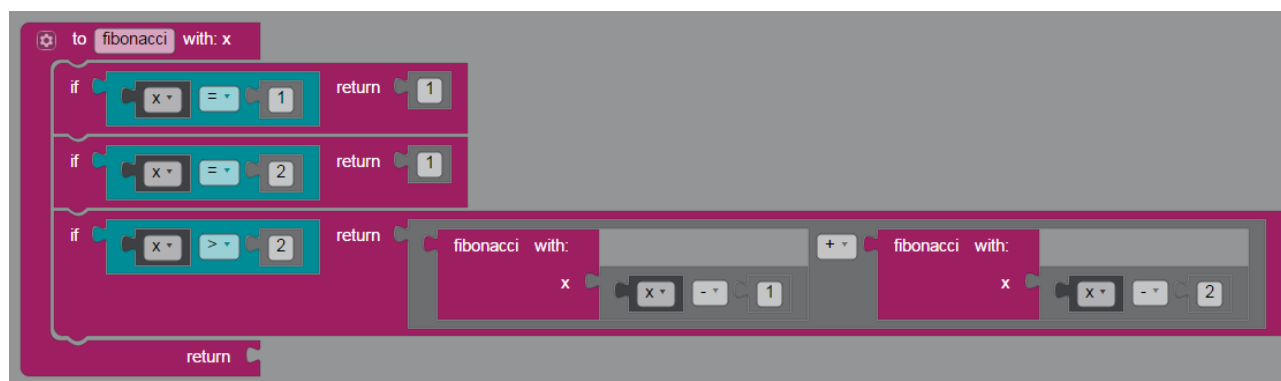 to fibonacci with: x
if x = 1 return 1
if x = 2 return 1
if x > 2 return fibonacci with: + fibonacci with:
x x - 1 x x - 2
return